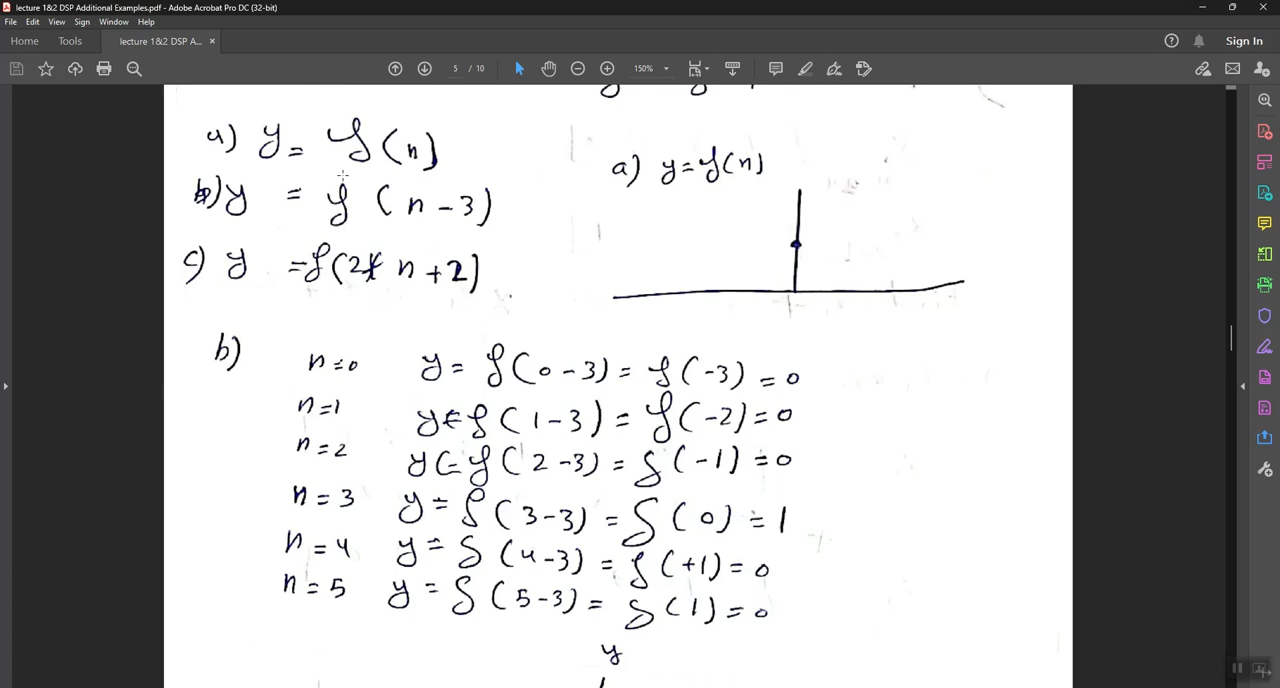 lecture 1&2 DSP Additional Examples.pdf - Adobe Acrobat Pro DC (32-bit)
File Edit View Sign Window Help
Home Tools lecture 1&2 DSP A... × Sign In
5 / 10 150%
a) y = δ(n)
b) y = δ(n-3)
c) y = δ(2* n+2)
a) y=δ(n)
b)
n=0 y= δ(0-3) = δ(-3) = 0
n=1 y= δ(1-3) = δ(-2) = 0
n=2 y= δ(2-3) = δ(-1) = 0
n=3 y= δ(3-3) = δ(0) = 1
n=4 y= δ(4-3) = δ(+1) = 0
n=5 y= δ(5-3) = δ(1) = 0
y